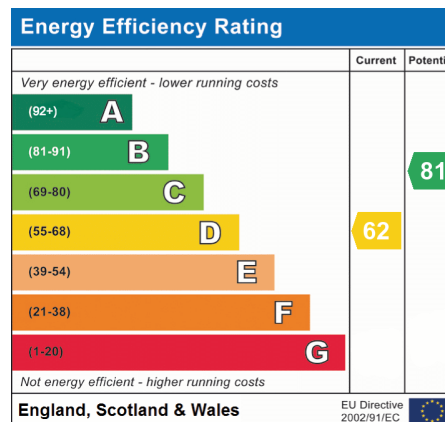 Energy Efficiency Rating
Current Potenti
Very energy efficient - lower running costs
(92+) A
(81-91) B
(69-80) C
(55-68) D
(39-54) E
(21-38) F
(1-20) G
62
81
Not energy efficient - higher running costs
England, Scotland & Wales
EU Directive
2002/91/EC